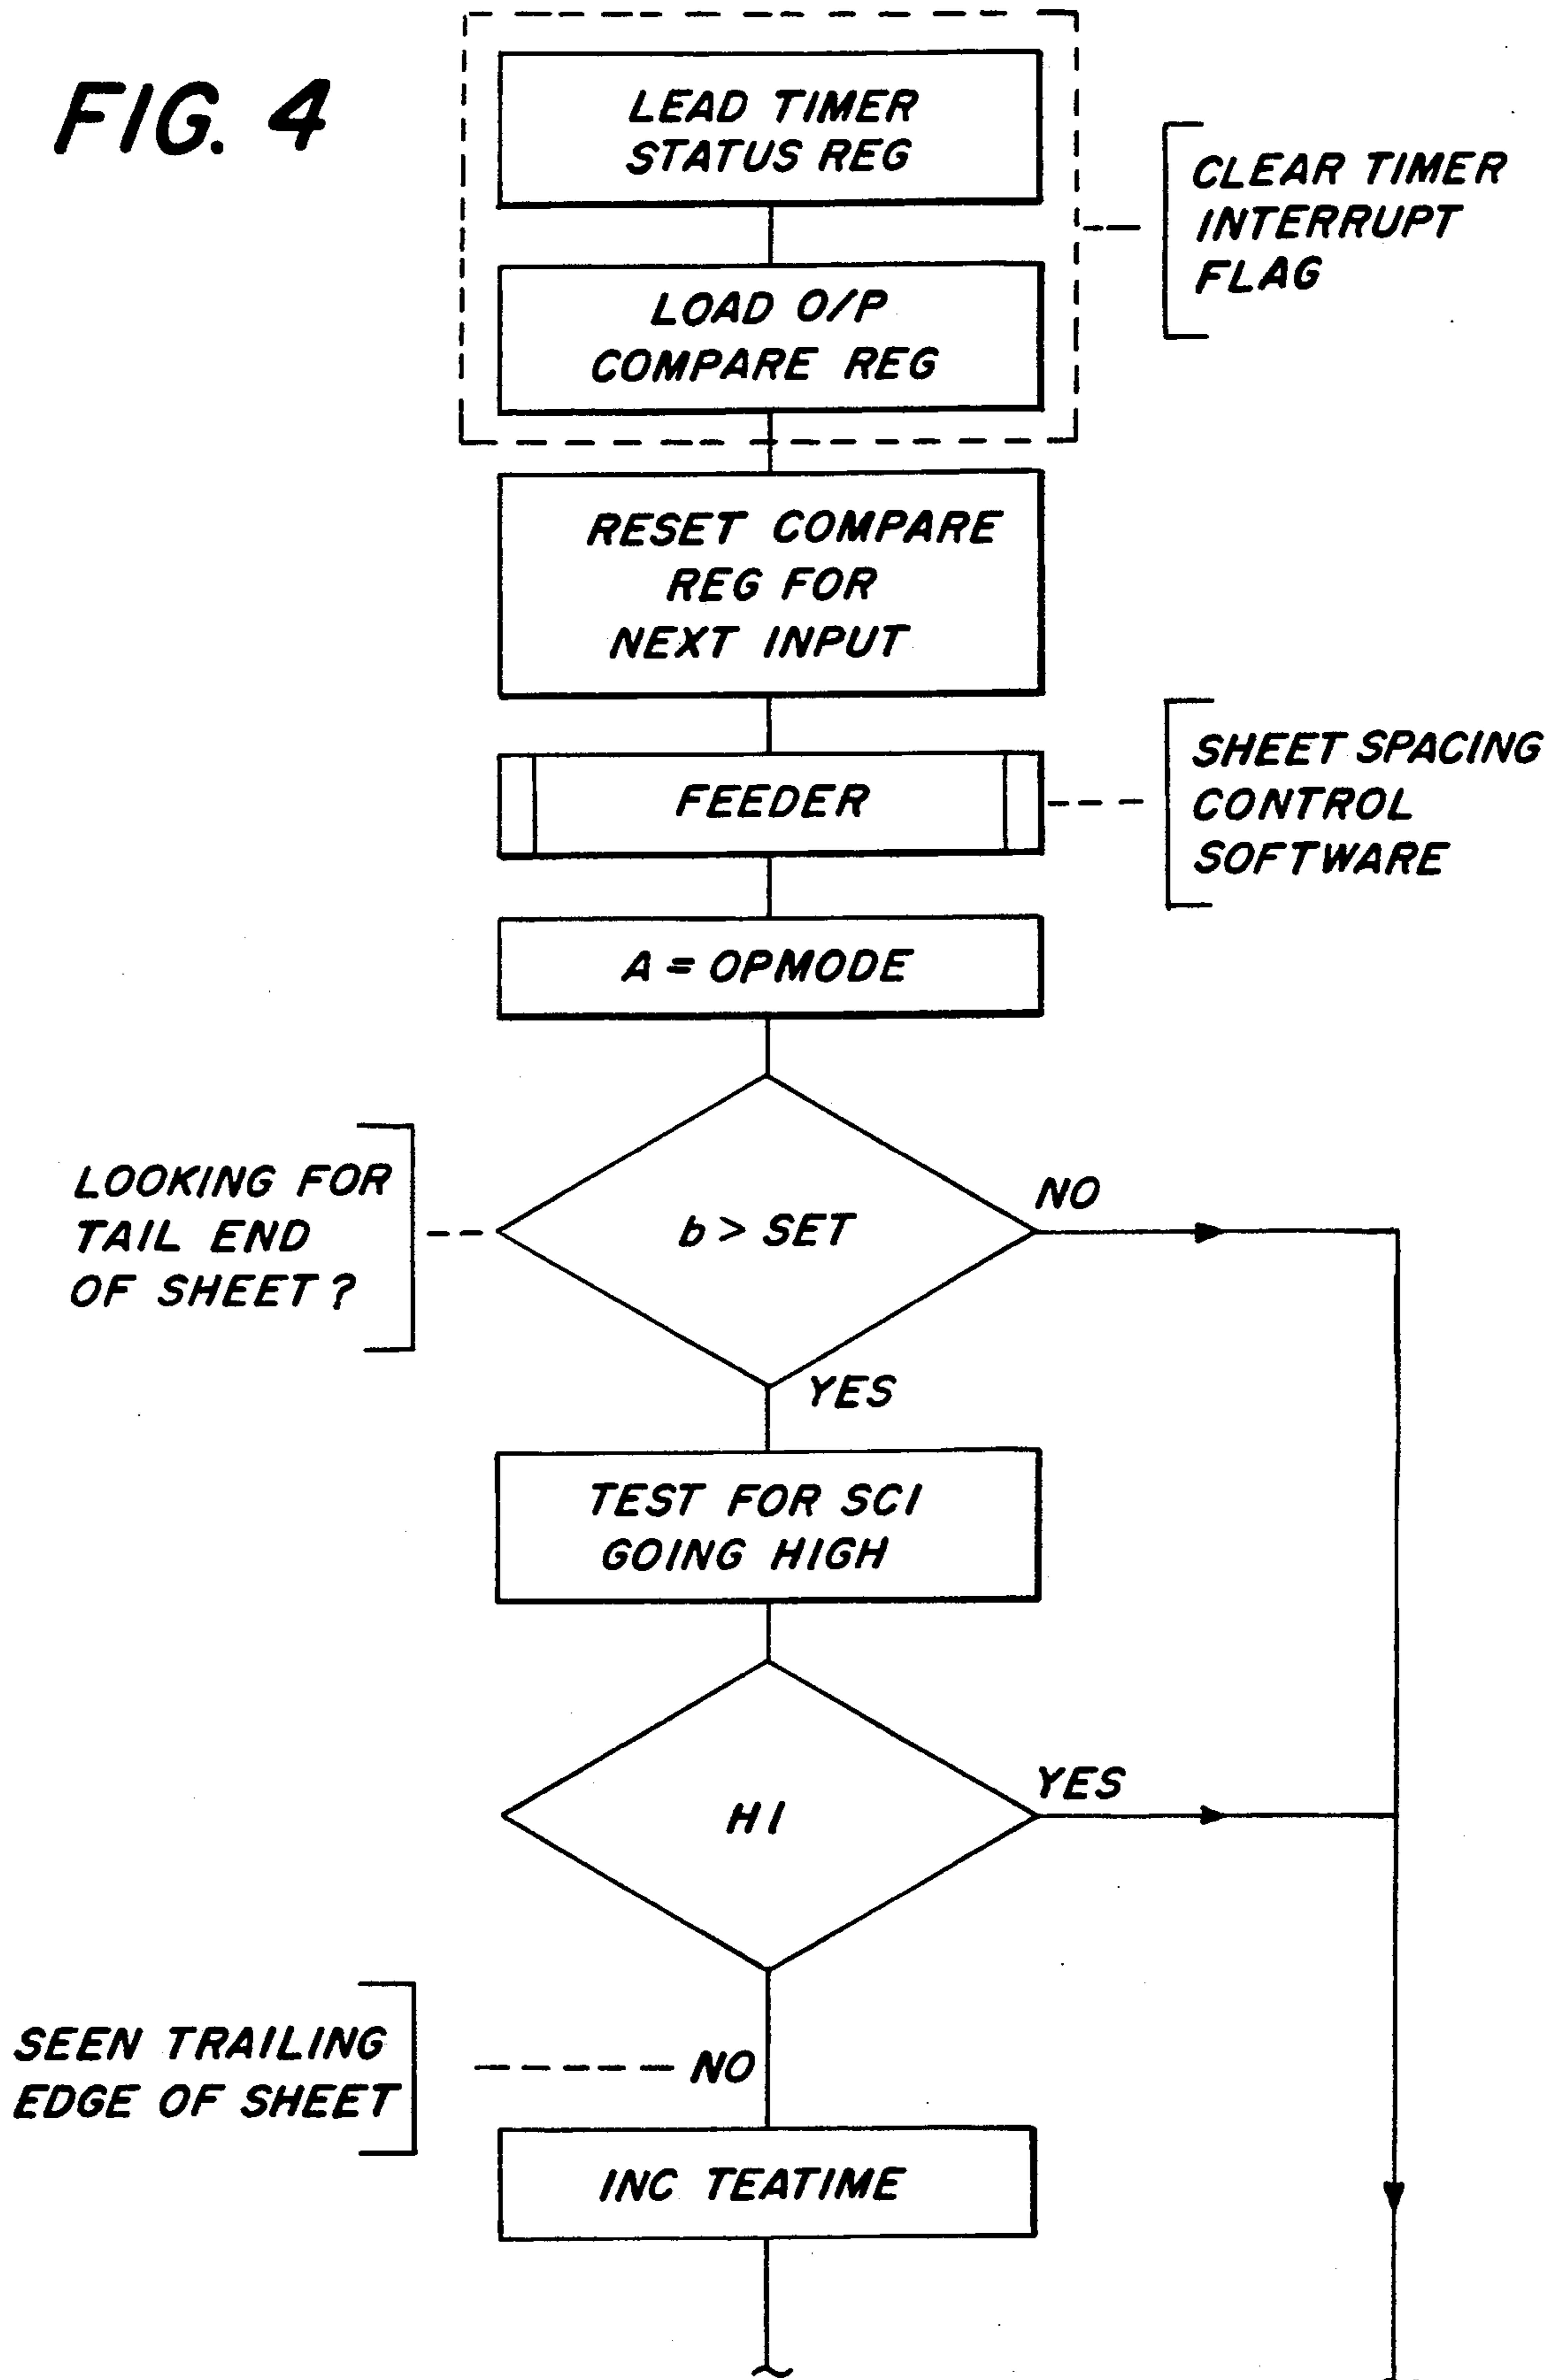 FIG. 4
LEAD TIMER
STATUS REG
CLEAR TIMER
INTERRUPT
FLAG
LOAD O/P
COMPARE REG
RESET COMPARE
REG FOR
NEXT INPUT
FEEDER
SHEET SPACING
CONTROL
SOFTWARE
A = OPMODE
LOOKING FOR
TAIL END
OF SHEET?
b > SET
NO
YES
TEST FOR SCI
GOING HIGH
HI
YES
SEEN TRAILING
EDGE OF SHEET
NO
INC TEATIME